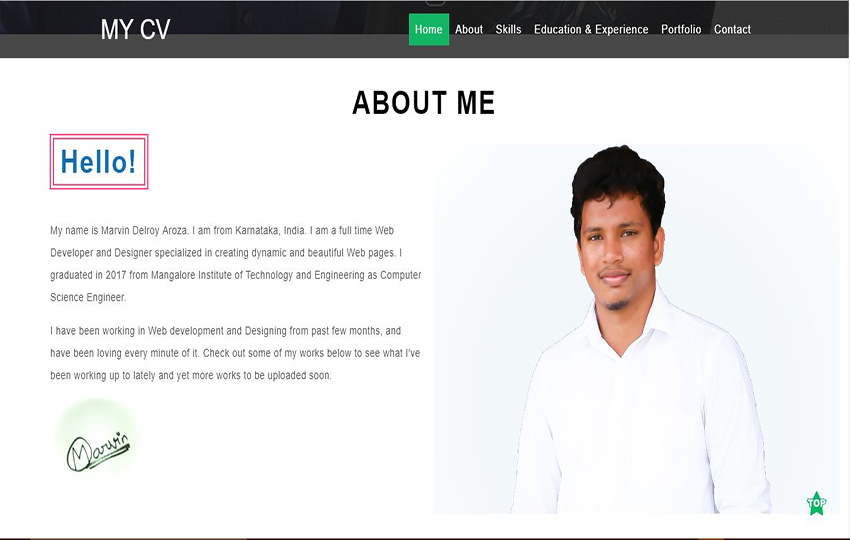 MY CV
Home About Skills Education & Experience Portfolio Contact
ABOUT ME
Hello!
My name is Marvin Delroy Aroza. I am from Karnataka, India. I am a full time Web
Developer and Designer specialized in creating dynamic and beautiful Web pages. I
graduated in 2017 from Mangalore Institute of Technology and Engineering as Computer
Science Engineer.
I have been working in Web development and Designing from past few months, and
have been loving every minute of it. Check out some of my works below to see what I've
been working up to lately and yet more works to be uploaded soon.
Marvin
TOP